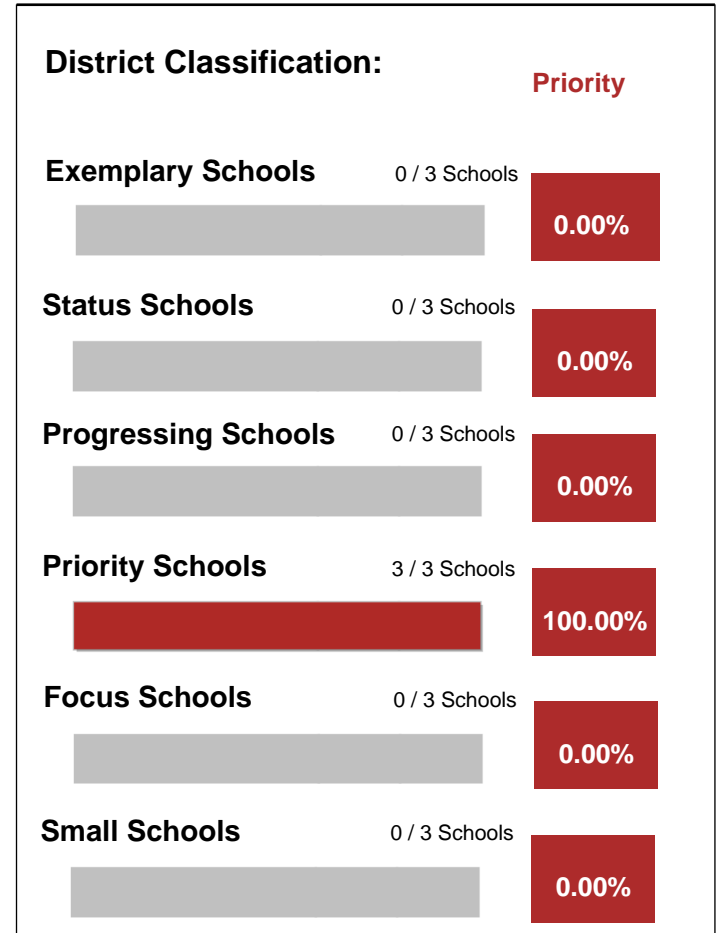 District Classification:
Priority
Exemplary Schools 0 / 3 Schools
0.00%
Status Schools 0 / 3 Schools
0.00%
Progressing Schools 0 / 3 Schools
0.00%
Priority Schools 3 / 3 Schools
100.00%
Focus Schools 0 / 3 Schools
0.00%
Small Schools 0 / 3 Schools
0.00%